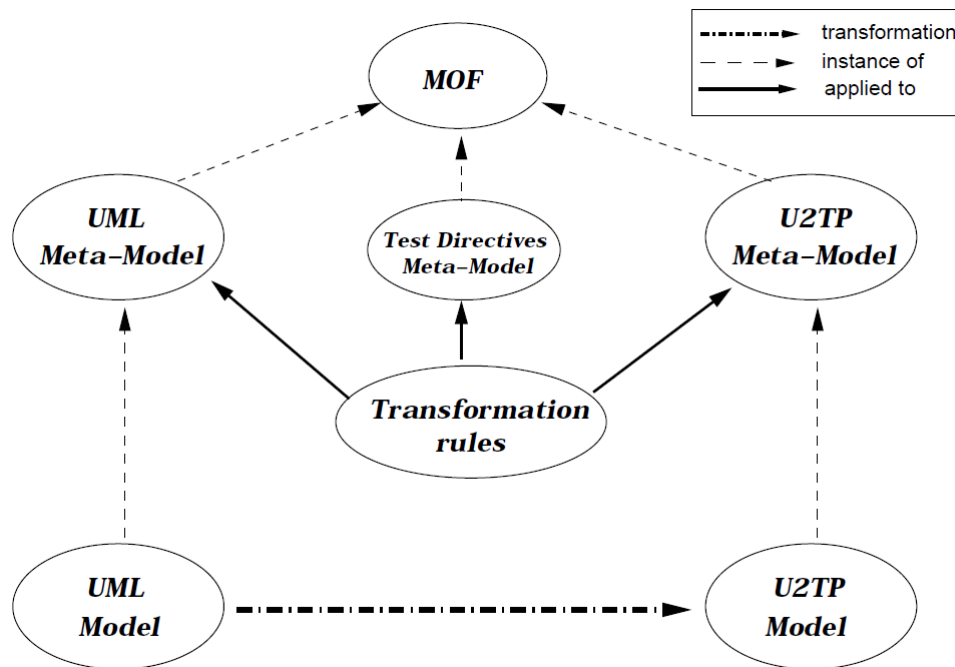 transformation
instance of
applied to
MOF
UML
Meta-Model
Test Directives
Meta-Model
U2TP
Meta-Model
Transformation
rules
UML
Model
U2TP
Model